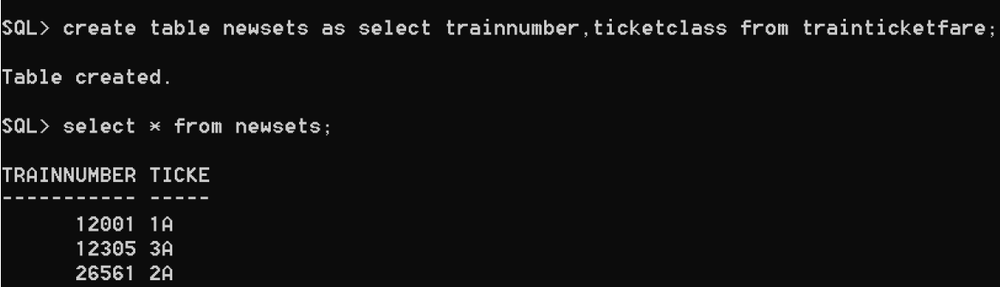 SQL> create table newsets as select trainnumber,ticketclass from trainticketfare;
Table created.
SQL> select * from newsets;
TRAINNUMBER TICKE
----------- -----
      12001 1A
      12305 3A
      26561 2A